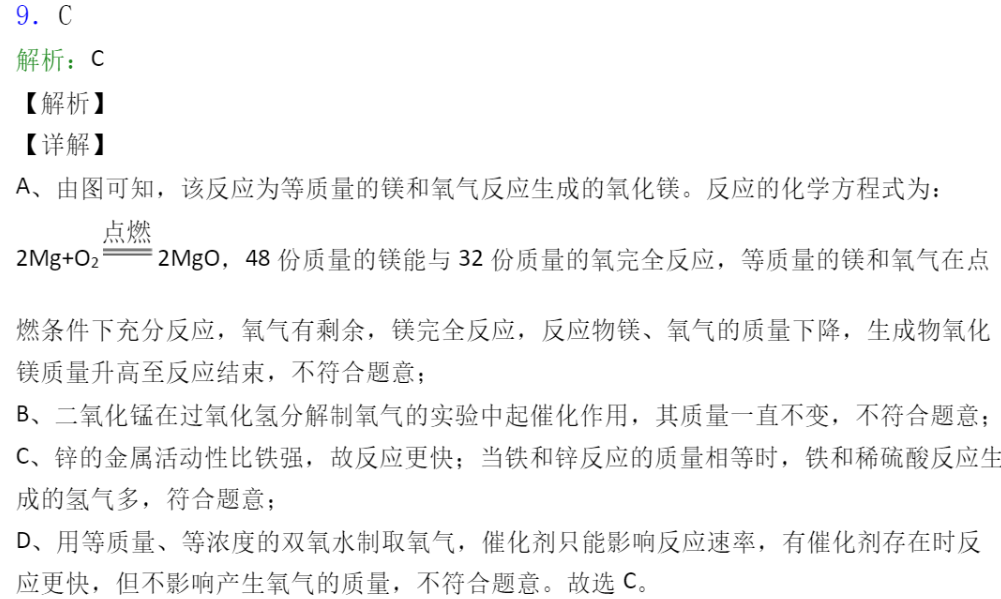 9. C
解析：C
【解析】
【详解】
A、由图可知，该反应为等质量的镁和氧气反应生成的氧化镁。反应的化学方程式为：
点燃
2Mg+O₂═══2MgO，48 份质量的镁能与 32 份质量的氧完全反应，等质量的镁和氧气在点
燃条件下充分反应，氧气有剩余，镁完全反应，反应物镁、氧气的质量下降，生成物氧化
镁质量升高至反应结束，不符合题意；
B、二氧化锰在过氧化氢分解制氧气的实验中起催化作用，其质量一直不变，不符合题意；
C、锌的金属活动性比铁强，故反应更快；当铁和锌反应的质量相等时，铁和稀硫酸反应生
成的氢气多，符合题意；
D、用等质量、等浓度的双氧水制取氧气，催化剂只能影响反应速率，有催化剂存在时反
应更快，但不影响产生氧气的质量，不符合题意。故选 C。